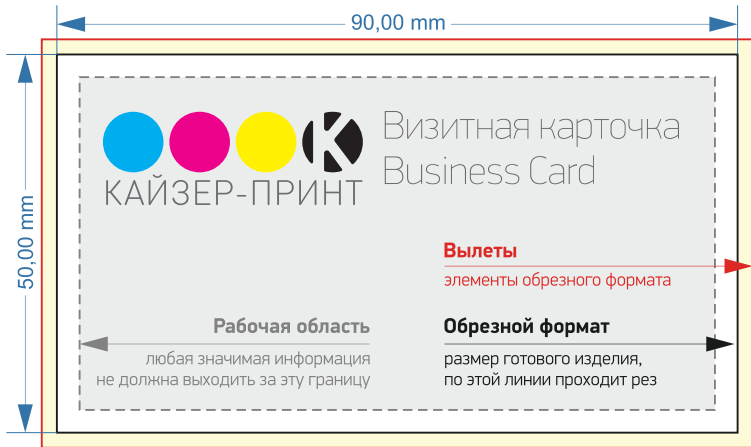 90,00 mm
50,00 mm
К
КАЙЗЕР-ПРИНТ
Визитная карточка
Business Card
Вылеты
элементы обрезного формата
Рабочая область
любая значимая информация
не должна выходить за эту границу
Обрезной формат
размер готового изделия,
по этой линии проходит рез